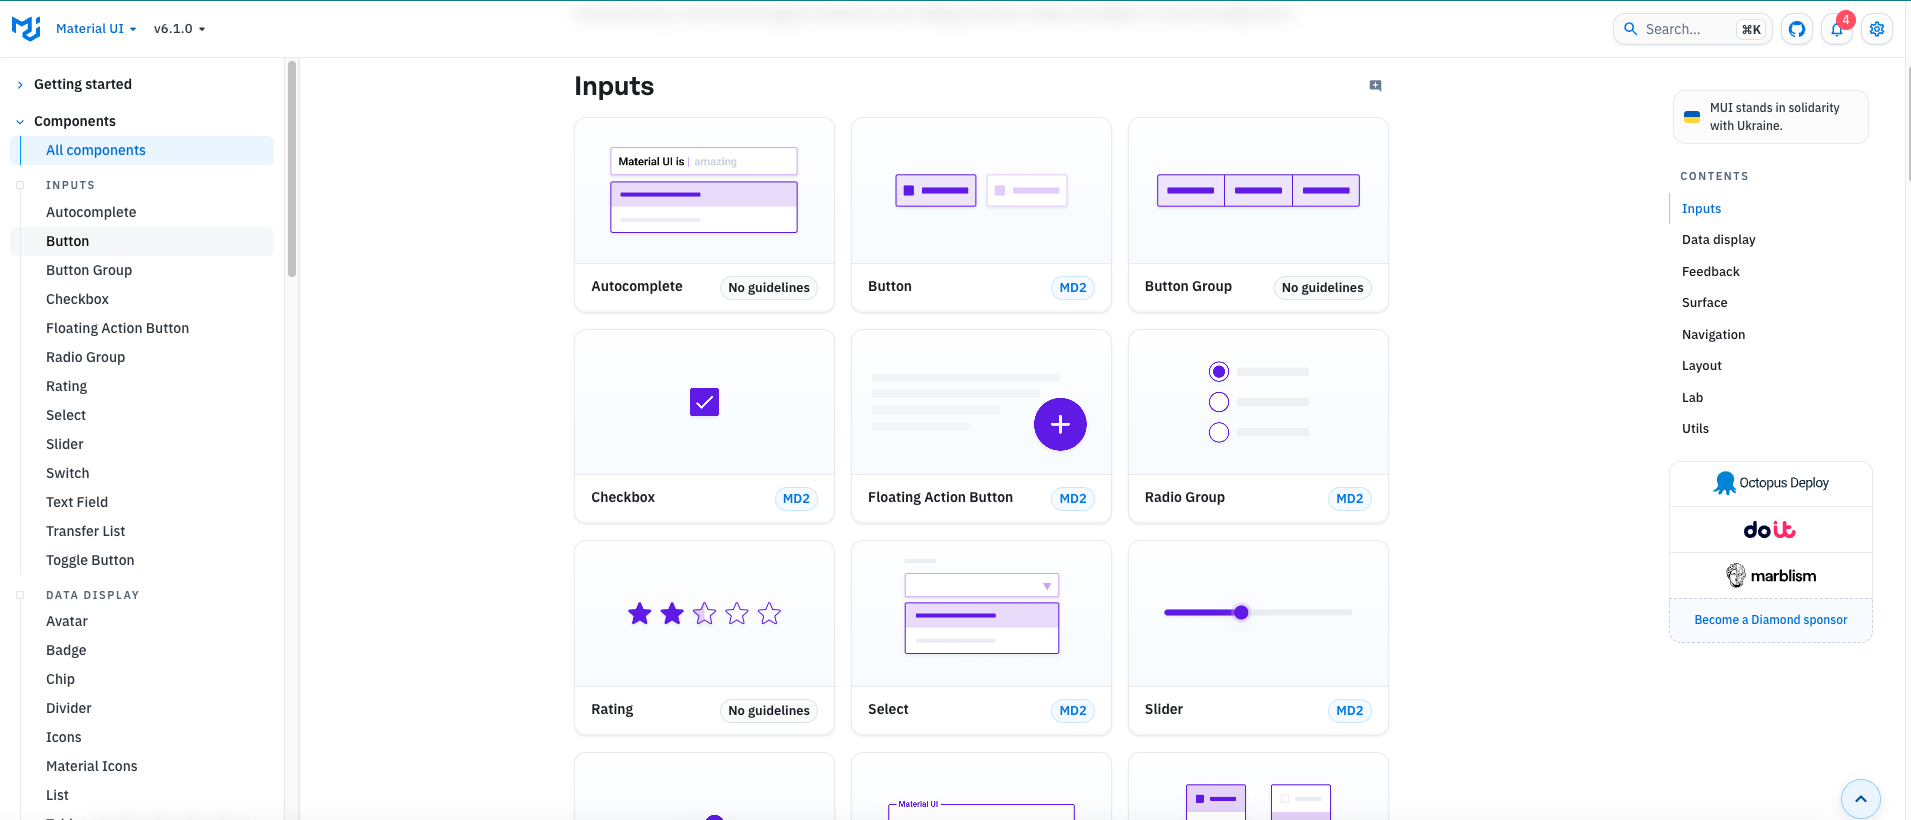 Material UI
v6.1.0
Search...
⌘K
4
Getting started
Components
All components
INPUTS
Autocomplete
Button
Button Group
Checkbox
Floating Action Button
Radio Group
Rating
Select
Slider
Switch
Text Field
Transfer List
Toggle Button
DATA DISPLAY
Avatar
Badge
Chip
Divider
Icons
Material Icons
List
Inputs
Material UI is | amazing
Autocomplete
No guidelines
Button
MD2
Button Group
No guidelines
Checkbox
MD2
Floating Action Button
MD2
Radio Group
MD2
Rating
No guidelines
Select
MD2
Slider
MD2
Material UI
MUI stands in solidarity
with Ukraine.
CONTENTS
Inputs
Data display
Feedback
Surface
Navigation
Layout
Lab
Utils
Octopus Deploy
doit
marblism
Become a Diamond sponsor